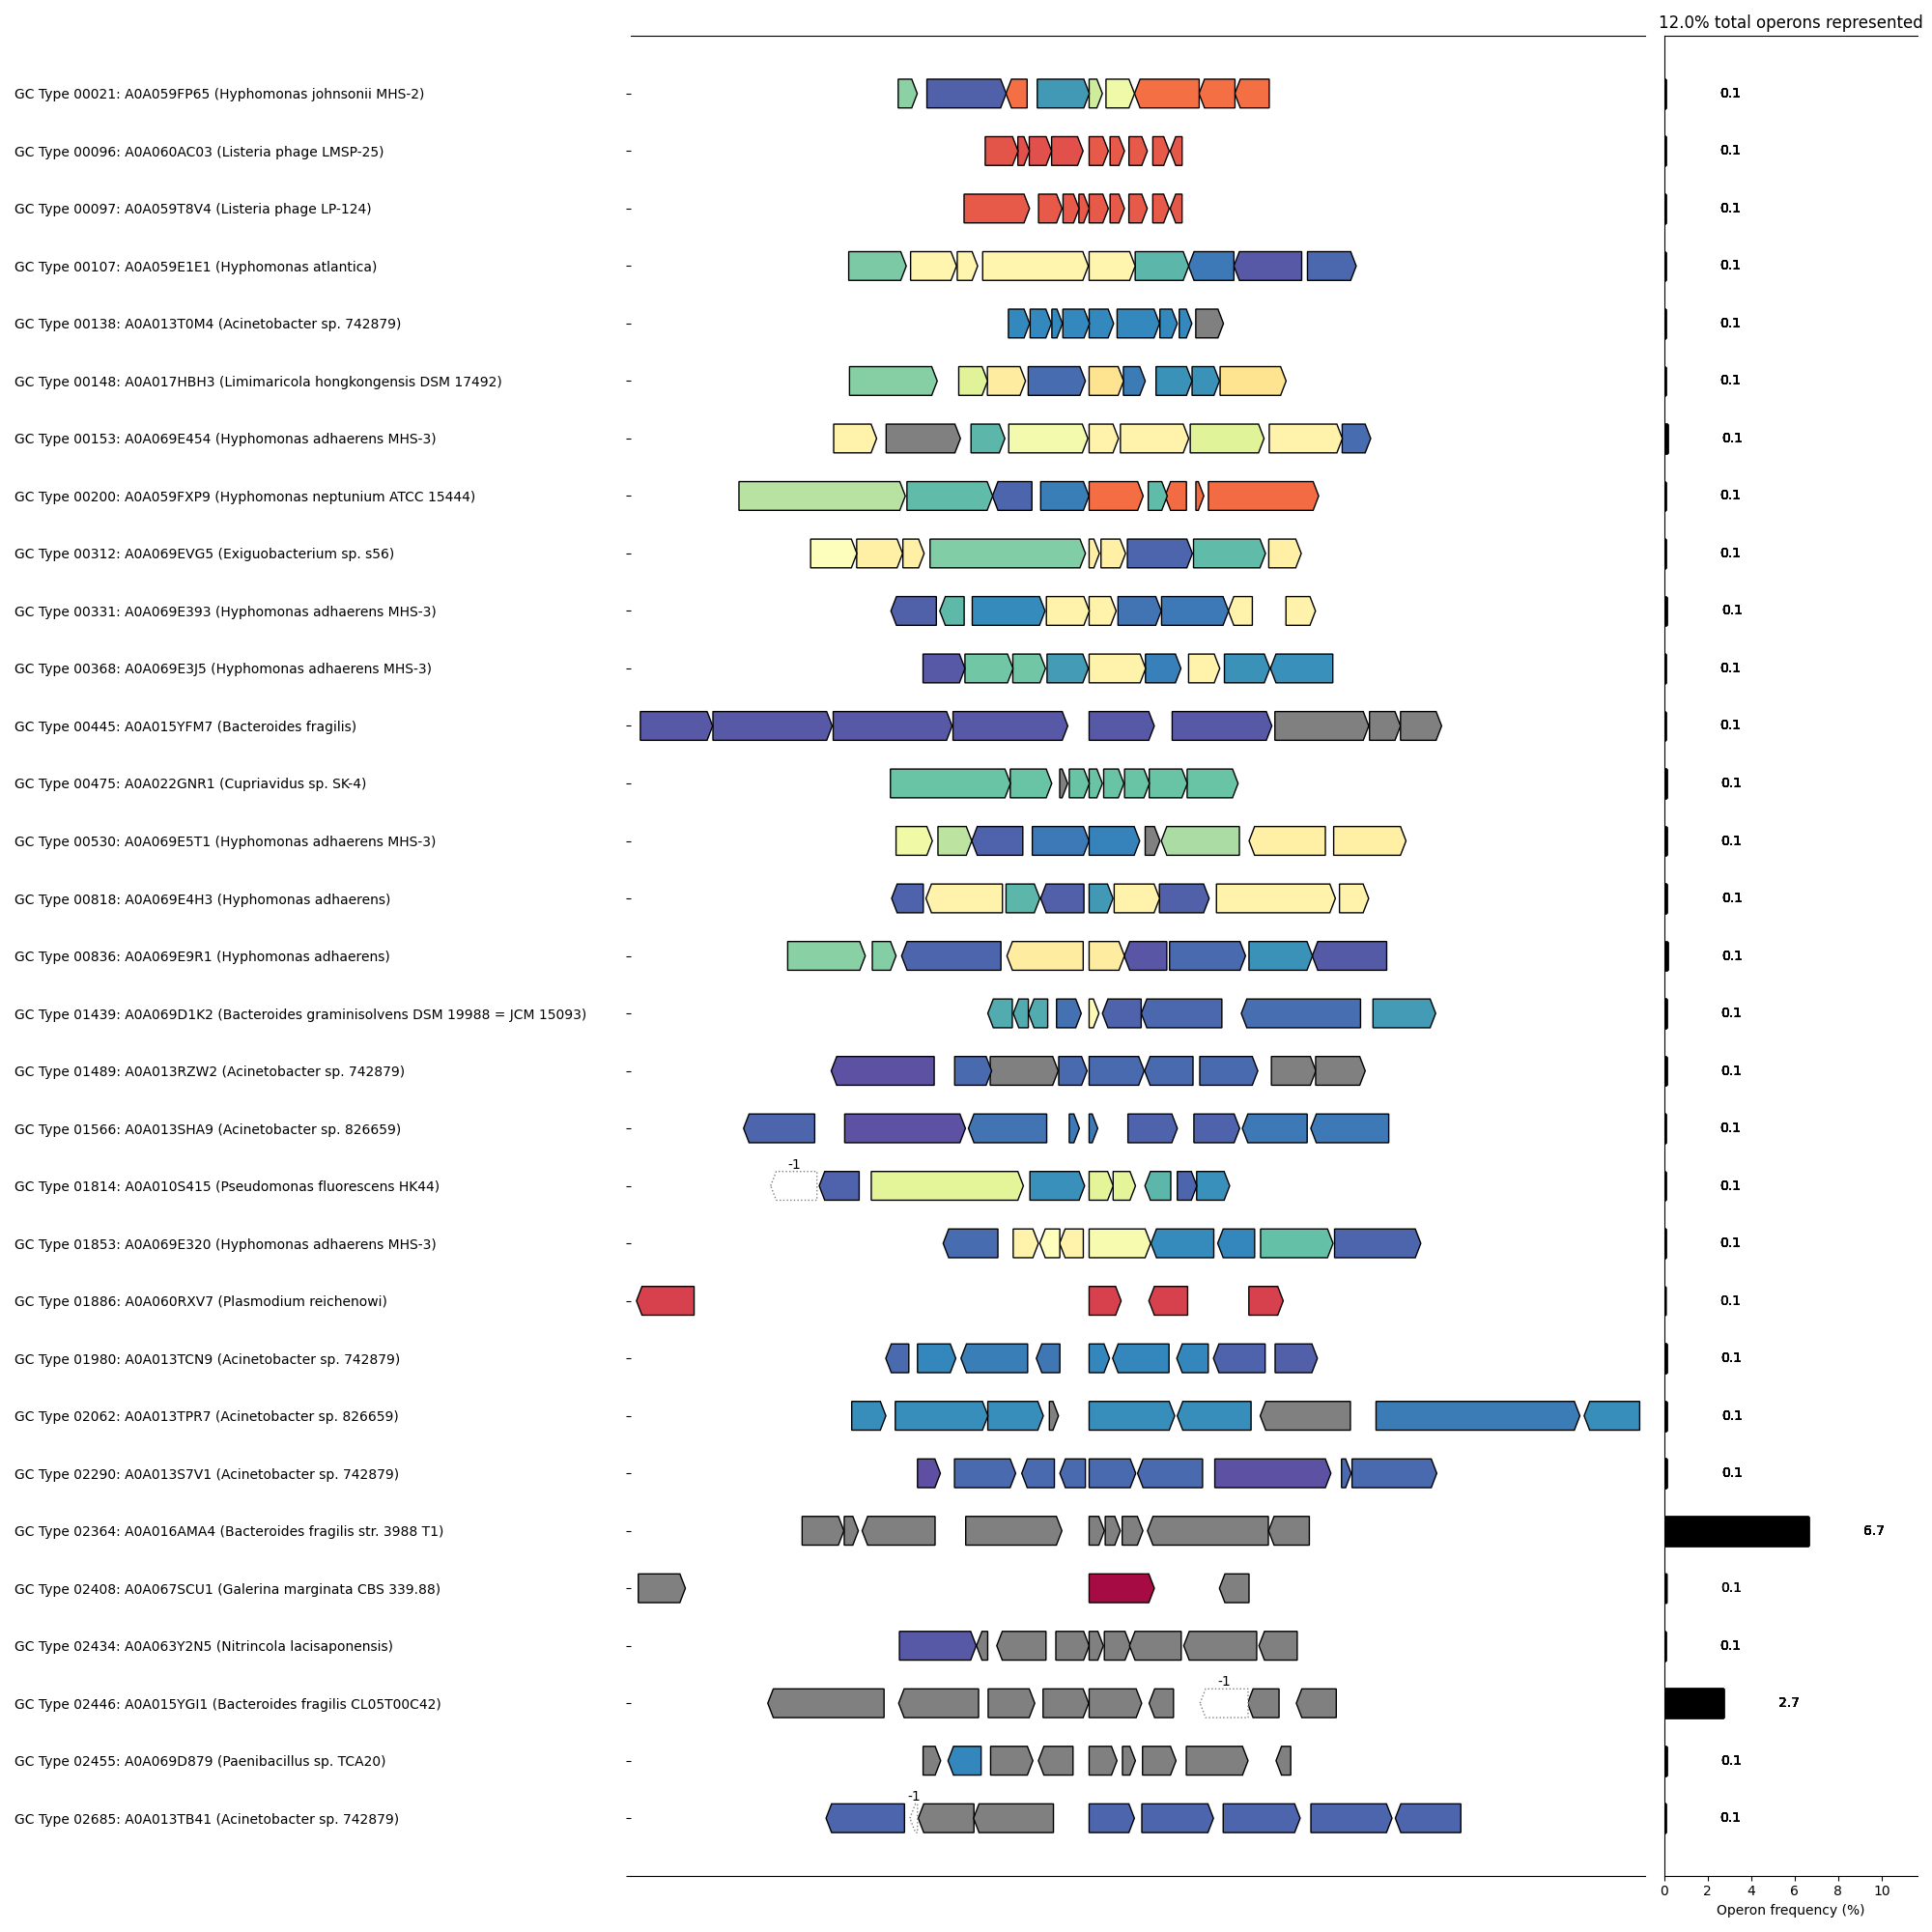 12.0% total operons represented
GC Type 00021: A0A059FP65 (Hyphomonas johnsonii MHS-2) 0.1
GC Type 00096: A0A060AC03 (Listeria phage LMSP-25) 0.1
GC Type 00097: A0A059T8V4 (Listeria phage LP-124) 0.1
GC Type 00107: A0A059E1E1 (Hyphomonas atlantica) 0.1
GC Type 00138: A0A013T0M4 (Acinetobacter sp. 742879) 0.1
GC Type 00148: A0A017HBH3 (Limimaricola hongkongensis DSM 17492) 0.1
GC Type 00153: A0A069E454 (Hyphomonas adhaerens MHS-3) 0.1
GC Type 00200: A0A059FXP9 (Hyphomonas neptunium ATCC 15444) 0.1
GC Type 00312: A0A069EVG5 (Exiguobacterium sp. s56) 0.1
GC Type 00331: A0A069E393 (Hyphomonas adhaerens MHS-3) 0.1
GC Type 00368: A0A069E3J5 (Hyphomonas adhaerens MHS-3) 0.1
GC Type 00445: A0A015YFM7 (Bacteroides fragilis) 0.1
GC Type 00475: A0A022GNR1 (Cupriavidus sp. SK-4) 0.1
GC Type 00530: A0A069E5T1 (Hyphomonas adhaerens MHS-3) 0.1
GC Type 00818: A0A069E4H3 (Hyphomonas adhaerens) 0.1
GC Type 00836: A0A069E9R1 (Hyphomonas adhaerens) 0.1
GC Type 01439: A0A069D1K2 (Bacteroides graminisolvens DSM 19988 = JCM 15093) 0.1
GC Type 01489: A0A013RZW2 (Acinetobacter sp. 742879) 0.1
GC Type 01566: A0A013SHA9 (Acinetobacter sp. 826659) 0.1
-1
GC Type 01814: A0A010S415 (Pseudomonas fluorescens HK44) 0.1
GC Type 01853: A0A069E320 (Hyphomonas adhaerens MHS-3) 0.1
GC Type 01886: A0A060RXV7 (Plasmodium reichenowi) 0.1
GC Type 01980: A0A013TCN9 (Acinetobacter sp. 742879) 0.1
GC Type 02062: A0A013TPR7 (Acinetobacter sp. 826659) 0.1
GC Type 02290: A0A013S7V1 (Acinetobacter sp. 742879) 0.1
GC Type 02364: A0A016AMA4 (Bacteroides fragilis str. 3988 T1) 6.7
GC Type 02408: A0A067SCU1 (Galerina marginata CBS 339.88) 0.1
GC Type 02434: A0A063Y2N5 (Nitrincola lacisaponensis) 0.1
-1
GC Type 02446: A0A015YGI1 (Bacteroides fragilis CL05T00C42) 2.7
GC Type 02455: A0A069D879 (Paenibacillus sp. TCA20) 0.1
-1
GC Type 02685: A0A013TB41 (Acinetobacter sp. 742879) 0.1
0 2 4 6 8 10
Operon frequency (%)